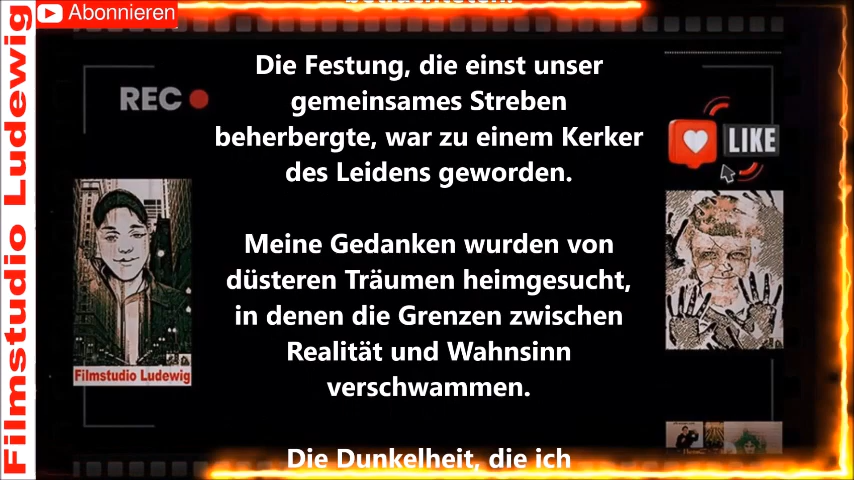 Abonnieren
Filmstudio Ludewig
REC
Die Festung, die einst unser
gemeinsames Streben
beherbergte, war zu einem Kerker
des Leidens geworden.
Meine Gedanken wurden von
düsteren Träumen heimgesucht,
in denen die Grenzen zwischen
Realität und Wahnsinn
verschwammen.
Die Dunkelheit, die ich
LIKE
Filmstudio Ludewig